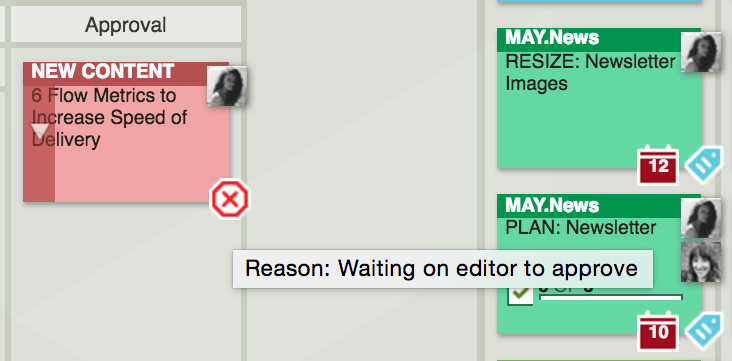 Approval
NEW CONTENT
6 Flow Metrics to
Increase Speed of
Delivery
MAY.News
RESIZE: Newsletter
Images
12
MAY.News
PLAN: Newsletter
Reason: Waiting on editor to approve
10